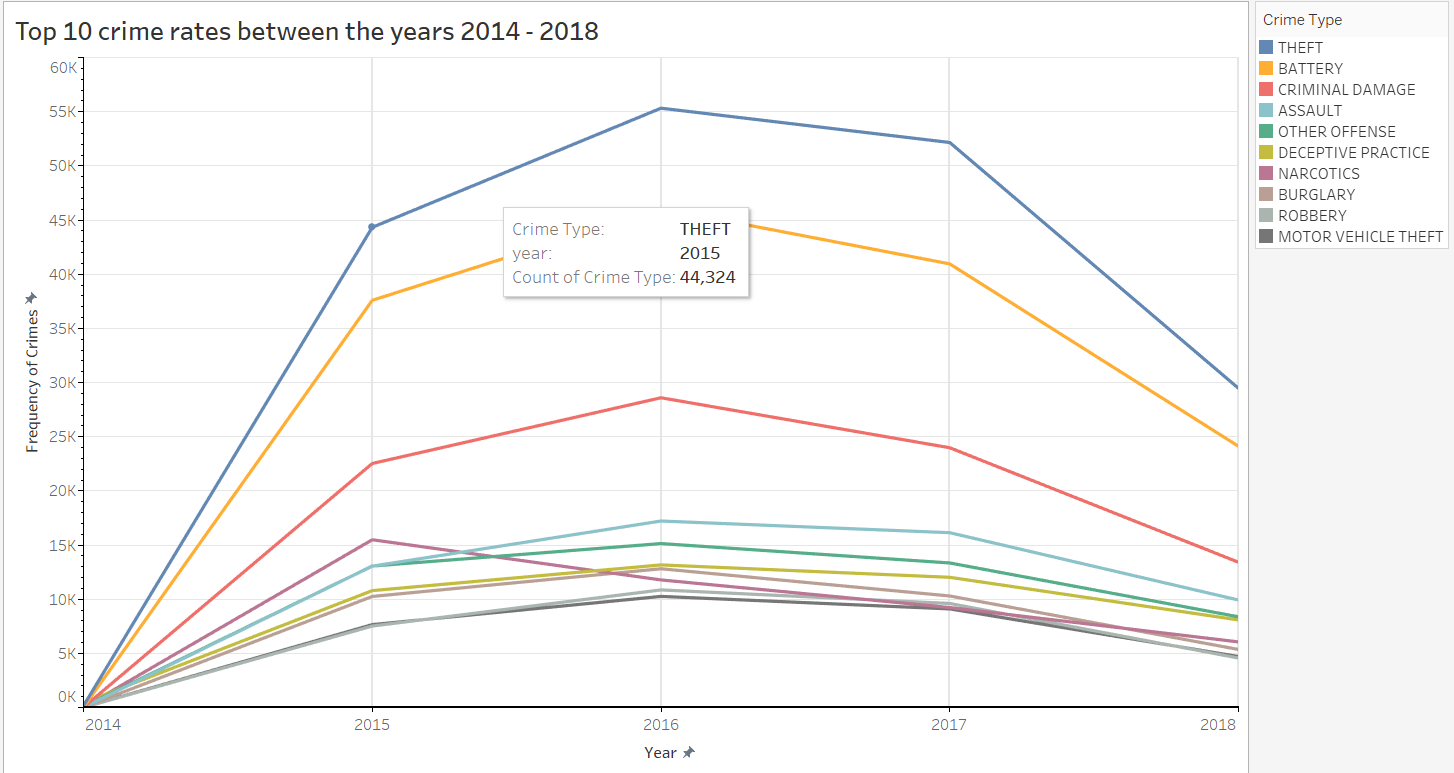 Top 10 crime rates between the years 2014 - 2018
60K
55K
50K
45K
40K
35K
30K
25K
20K
15K
10K
5K
0K
Frequency of Crimes
Crime Type: THEFT
year: 2015
Count of Crime Type: 44,324
2014 2015 2016 2017 2018
Year
Crime Type
THEFT
BATTERY
CRIMINAL DAMAGE
ASSAULT
OTHER OFFENSE
DECEPTIVE PRACTICE
NARCOTICS
BURGLARY
ROBBERY
MOTOR VEHICLE THEFT